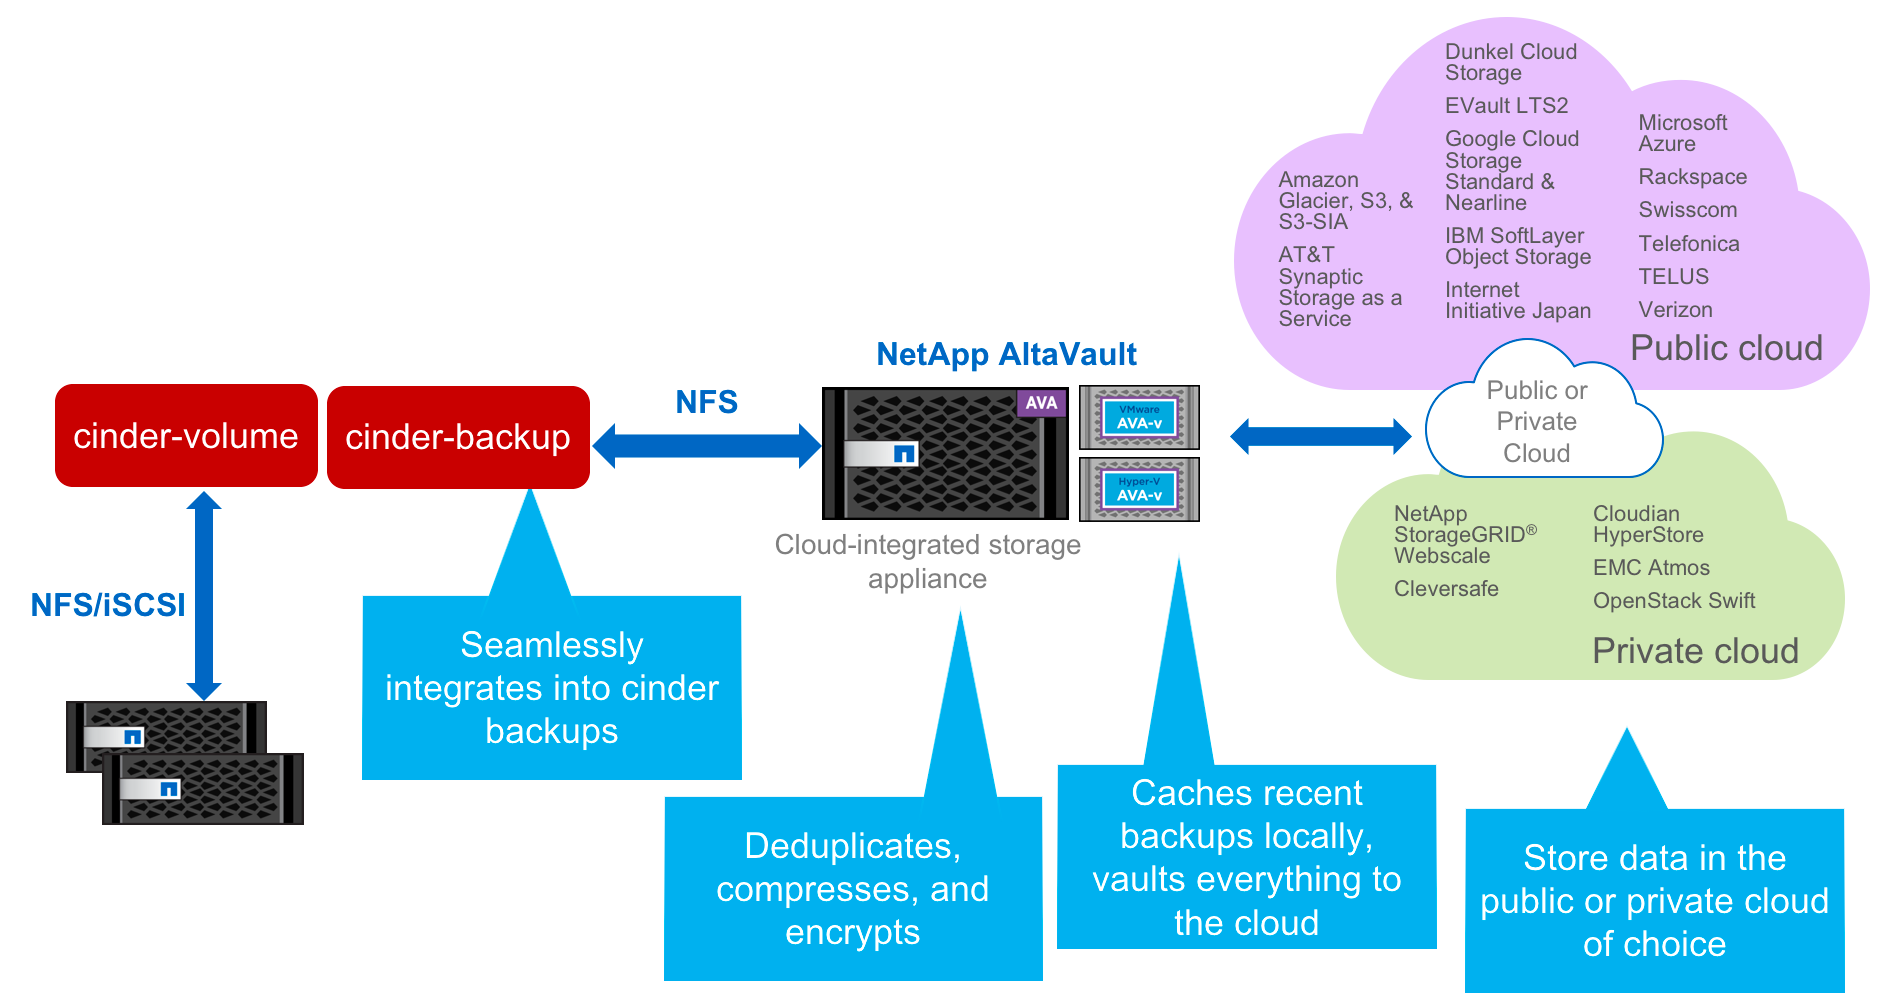 Dunkel Cloud
Storage
EVault LTS2
Google Cloud
Storage
Standard &
Nearline
IBM SoftLayer
Object Storage
Internet
Initiative Japan
Microsoft
Azure
Rackspace
Swisscom
Telefonica
TELUS
Verizon
Amazon
Glacier, S3, &
S3-SIA
AT&T
Synaptic
Storage as a
Service
Public cloud
NetApp AltaVault
cinder-volume
cinder-backup
NFS
AVA
VMware
AVA-v
Hyper-V
AVA-v
Public or
Private
Cloud
Cloud-integrated storage
appliance
NetApp
StorageGRID®
Webscale
Cleversafe
Cloudian
HyperStore
EMC Atmos
OpenStack Swift
Private cloud
NFS/iSCSI
Seamlessly
integrates into cinder
backups
Deduplicates,
compresses, and
encrypts
Caches recent
backups locally,
vaults everything to
the cloud
Store data in the
public or private cloud
of choice